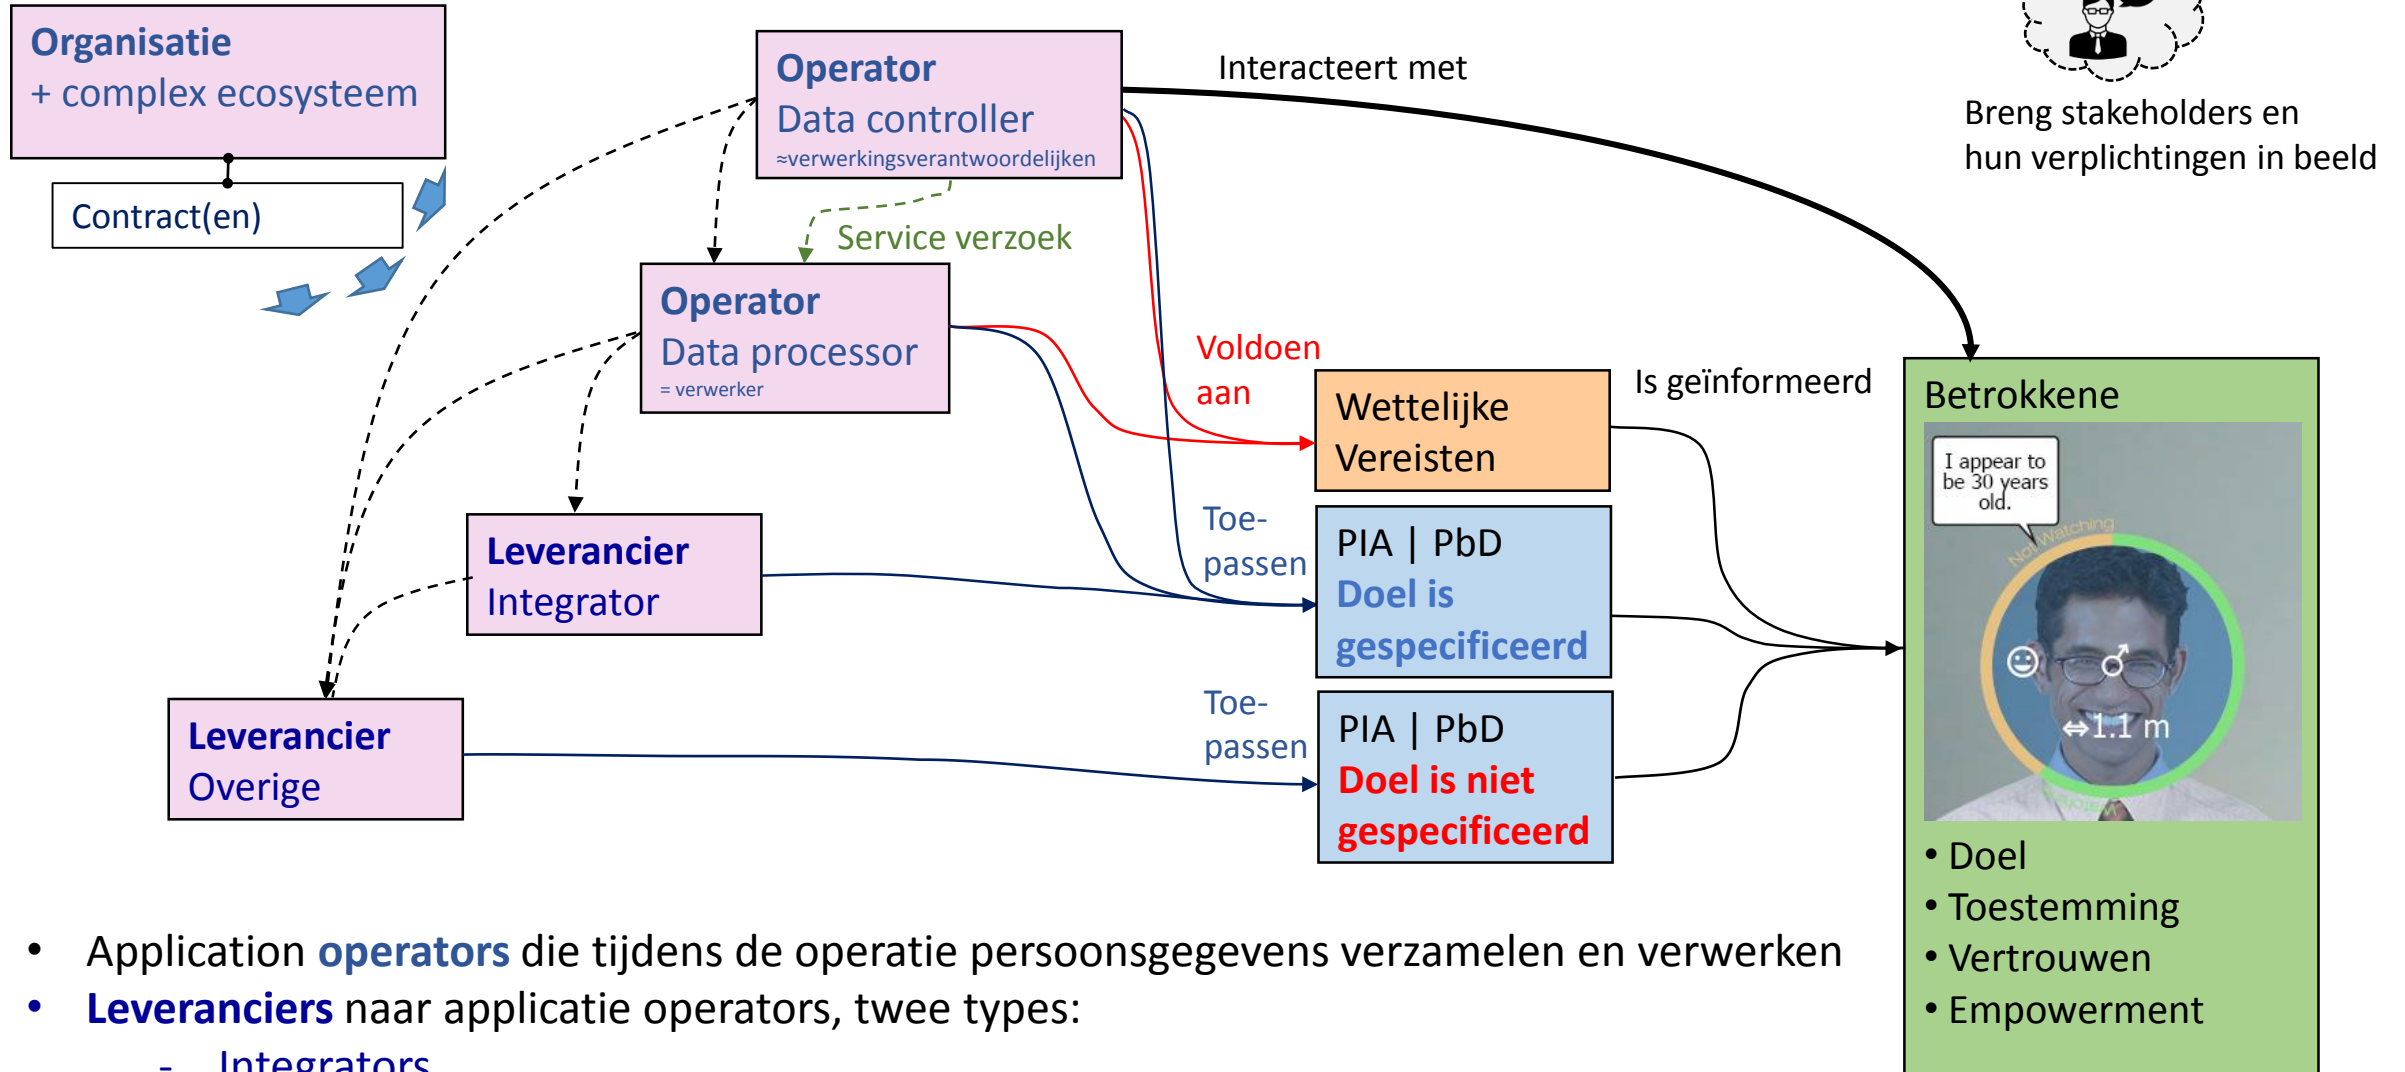 Organisatie
+ complex ecosysteem
Contract(en)
Operator
Data controller
≈verwerkingsverantwoordelijken
Interacteert met
Breng stakeholders en
hun verplichtingen in beeld
Service verzoek
Operator
Data processor
= verwerker
Voldoen
aan
Wettelijke
Vereisten
Is geïnformeerd
Leverancier
Integrator
Toe-
passen
PIA | PbD
Doel is
gespecificeerd
Leverancier
Overige
Toe-
passen
PIA | PbD
Doel is niet
gespecificeerd
Betrokkene
I appear to
be 30 years
old.
Not Watching
⇔1.1 m
• Doel
• Toestemming
• Vertrouwen
• Empowerment
• Application operators die tijdens de operatie persoonsgegevens verzamelen en verwerken
• Leveranciers naar applicatie operators, twee types:
- Integrators